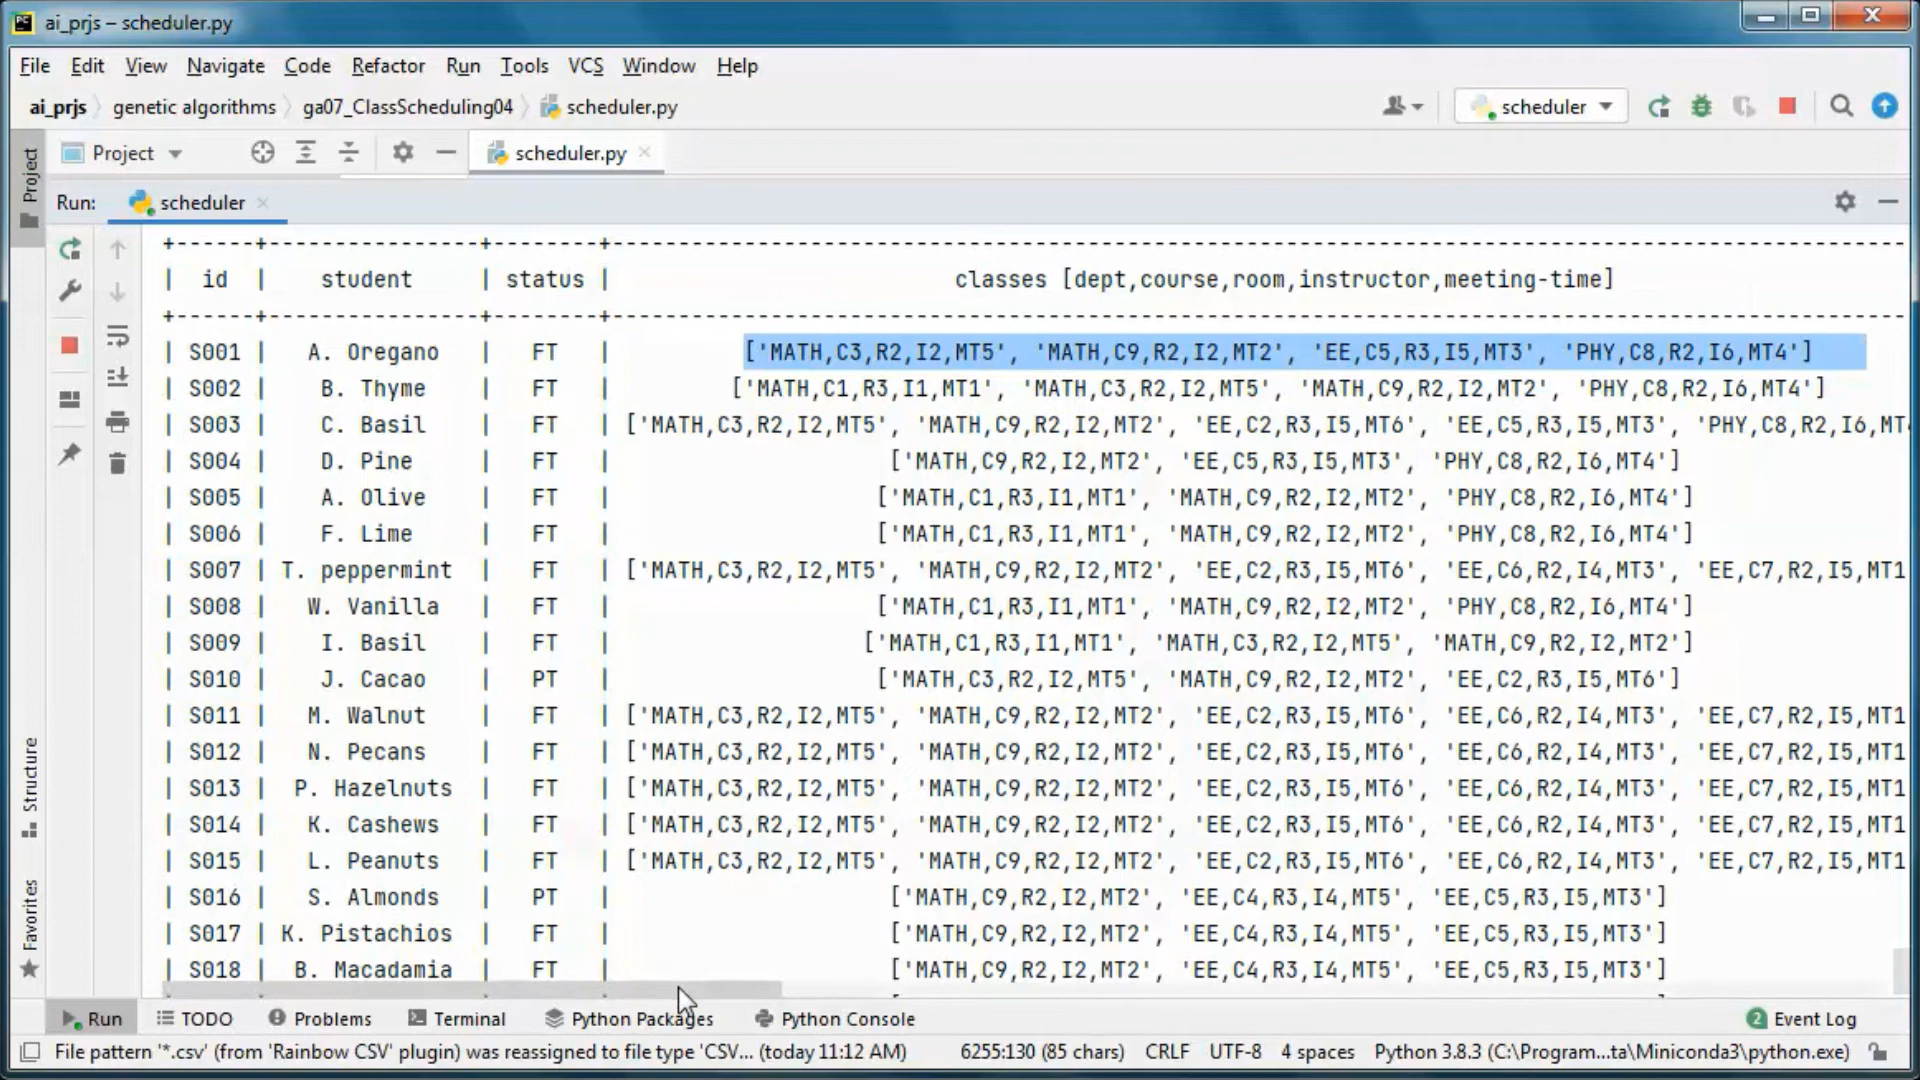 ai_prjs – scheduler.py
File Edit View Navigate Code Refactor Run Tools VCS Window Help
ai_prjs genetic algorithms ga07_ClassScheduling04 scheduler.py scheduler
Project Project scheduler.py
Run: scheduler
+------+----------------+--------+--------------------------------
| id | student | status | classes [dept,course,room,instructor,meeting-time]
+------+----------------+--------+--------------------------------
| S001 | A. Oregano | FT | ['MATH,C3,R2,I2,MT5', 'MATH,C9,R2,I2,MT2', 'EE,C5,R3,I5,MT3', 'PHY,C8,R2,I6,MT4']
| S002 | B. Thyme | FT | ['MATH,C1,R3,I1,MT1', 'MATH,C3,R2,I2,MT5', 'MATH,C9,R2,I2,MT2', 'PHY,C8,R2,I6,MT4']
| S003 | C. Basil | FT | ['MATH,C3,R2,I2,MT5', 'MATH,C9,R2,I2,MT2', 'EE,C2,R3,I5,MT6', 'EE,C5,R3,I5,MT3', 'PHY,C8,R2,I6,MT4
| S004 | D. Pine | FT | ['MATH,C9,R2,I2,MT2', 'EE,C5,R3,I5,MT3', 'PHY,C8,R2,I6,MT4']
| S005 | A. Olive | FT | ['MATH,C1,R3,I1,MT1', 'MATH,C9,R2,I2,MT2', 'PHY,C8,R2,I6,MT4']
| S006 | F. Lime | FT | ['MATH,C1,R3,I1,MT1', 'MATH,C9,R2,I2,MT2', 'PHY,C8,R2,I6,MT4']
| S007 | T. peppermint | FT | ['MATH,C3,R2,I2,MT5', 'MATH,C9,R2,I2,MT2', 'EE,C2,R3,I5,MT6', 'EE,C6,R2,I4,MT3', 'EE,C7,R2,I5,MT1
| S008 | W. Vanilla | FT | ['MATH,C1,R3,I1,MT1', 'MATH,C9,R2,I2,MT2', 'PHY,C8,R2,I6,MT4']
| S009 | I. Basil | FT | ['MATH,C1,R3,I1,MT1', 'MATH,C3,R2,I2,MT5', 'MATH,C9,R2,I2,MT2']
| S010 | J. Cacao | PT | ['MATH,C3,R2,I2,MT5', 'MATH,C9,R2,I2,MT2', 'EE,C2,R3,I5,MT6']
| S011 | M. Walnut | FT | ['MATH,C3,R2,I2,MT5', 'MATH,C9,R2,I2,MT2', 'EE,C2,R3,I5,MT6', 'EE,C6,R2,I4,MT3', 'EE,C7,R2,I5,MT1
| S012 | N. Pecans | FT | ['MATH,C3,R2,I2,MT5', 'MATH,C9,R2,I2,MT2', 'EE,C2,R3,I5,MT6', 'EE,C6,R2,I4,MT3', 'EE,C7,R2,I5,MT1
| S013 | P. Hazelnuts | FT | ['MATH,C3,R2,I2,MT5', 'MATH,C9,R2,I2,MT2', 'EE,C2,R3,I5,MT6', 'EE,C6,R2,I4,MT3', 'EE,C7,R2,I5,MT1
| S014 | K. Cashews | FT | ['MATH,C3,R2,I2,MT5', 'MATH,C9,R2,I2,MT2', 'EE,C2,R3,I5,MT6', 'EE,C6,R2,I4,MT3', 'EE,C7,R2,I5,MT1
| S015 | L. Peanuts | FT | ['MATH,C3,R2,I2,MT5', 'MATH,C9,R2,I2,MT2', 'EE,C2,R3,I5,MT6', 'EE,C6,R2,I4,MT3', 'EE,C7,R2,I5,MT1
| S016 | S. Almonds | PT | ['MATH,C9,R2,I2,MT2', 'EE,C4,R3,I4,MT5', 'EE,C5,R3,I5,MT3']
| S017 | K. Pistachios | FT | ['MATH,C9,R2,I2,MT2', 'EE,C4,R3,I4,MT5', 'EE,C5,R3,I5,MT3']
| S018 | B. Macadamia | FT | ['MATH,C9,R2,I2,MT2', 'EE,C4,R3,I4,MT5', 'EE,C5,R3,I5,MT3']
Structure
Favorites
Run TODO Problems Terminal Python Packages Python Console 2 Event Log
File pattern '*.csv' (from 'Rainbow CSV' plugin) was reassigned to file type 'CSV... (today 11:12 AM) 6255:130 (85 chars) CRLF UTF-8 4 spaces Python 3.8.3 (C:\Program...ta\Miniconda3\python.exe)